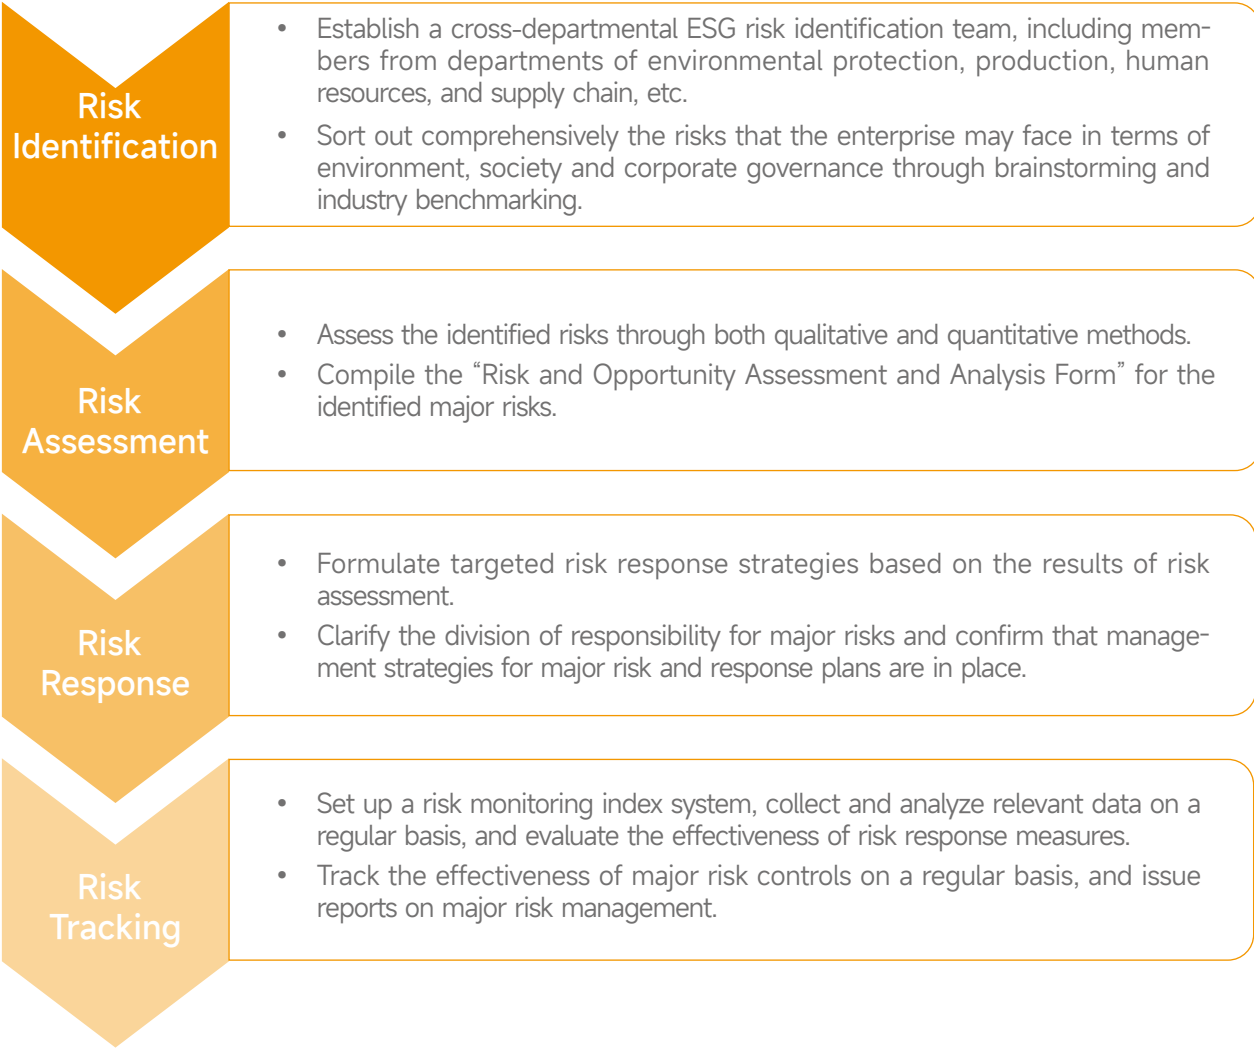 Risk
Identification
• Establish a cross-departmental ESG risk identification team, including mem-
bers from departments of environmental protection, production, human
resources, and supply chain, etc.
• Sort out comprehensively the risks that the enterprise may face in terms of
environment, society and corporate governance through brainstorming and
industry benchmarking.
Risk
Assessment
• Assess the identified risks through both qualitative and quantitative methods.
• Compile the “Risk and Opportunity Assessment and Analysis Form” for the
identified major risks.
Risk
Response
• Formulate targeted risk response strategies based on the results of risk
assessment.
• Clarify the division of responsibility for major risks and confirm that manage-
ment strategies for major risk and response plans are in place.
Risk
Tracking
• Set up a risk monitoring index system, collect and analyze relevant data on a
regular basis, and evaluate the effectiveness of risk response measures.
• Track the effectiveness of major risk controls on a regular basis, and issue
reports on major risk management.